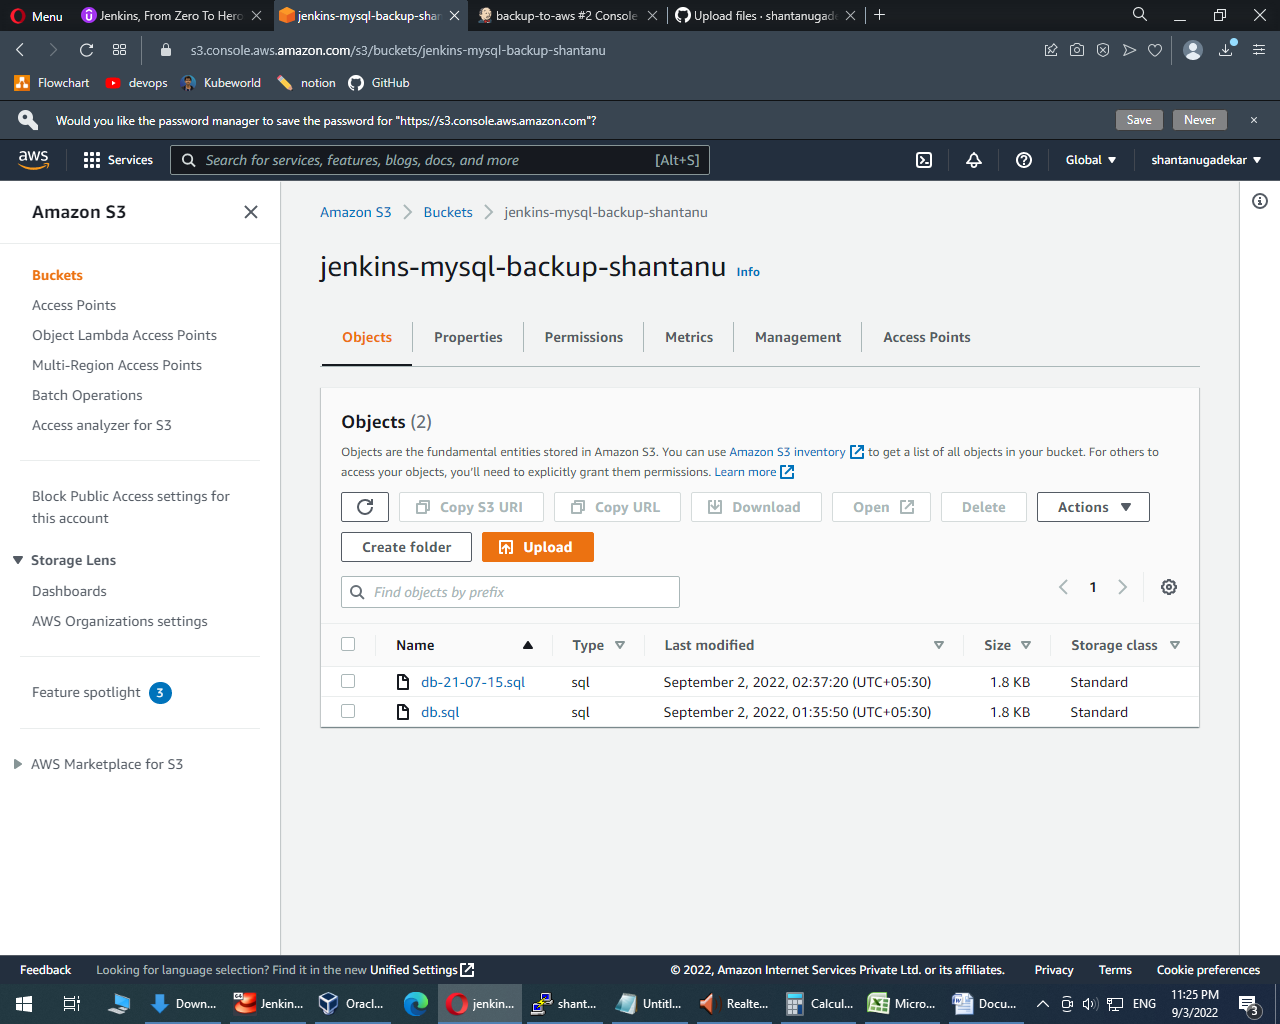 Menu
Jenkins, From Zero To Hero
jenkins-mysql-backup-shan
backup-to-aws #2 Console
Upload files · shantanugade
s3.console.aws.amazon.com/s3/buckets/jenkins-mysql-backup-shantanu
Flowchart
devops
Kubeworld
notion
GitHub
Would you like the password manager to save the password for "https://s3.console.aws.amazon.com"?
Save
Never
aws
Services
Search for services, features, blogs, docs, and more
[Alt+S]
Global
shantanugadekar
Amazon S3
Buckets
Access Points
Object Lambda Access Points
Multi-Region Access Points
Batch Operations
Access analyzer for S3
Block Public Access settings for
this account
Storage Lens
Dashboards
AWS Organizations settings
Feature spotlight 3
AWS Marketplace for S3
Amazon S3
Buckets
jenkins-mysql-backup-shantanu
jenkins-mysql-backup-shantanu Info
Objects
Properties
Permissions
Metrics
Management
Access Points
Objects (2)
Objects are the fundamental entities stored in Amazon S3. You can use Amazon S3 inventory to get a list of all objects in your bucket. For others to
access your objects, you'll need to explicitly grant them permissions. Learn more
Copy S3 URI
Copy URL
Download
Open
Delete
Actions
Create folder
Upload
Find objects by prefix
1
Name Type Last modified Size Storage class
db-21-07-15.sql sql September 2, 2022, 02:37:20 (UTC+05:30) 1.8 KB Standard
db.sql sql September 2, 2022, 01:35:50 (UTC+05:30) 1.8 KB Standard
Feedback
Looking for language selection? Find it in the new Unified Settings
© 2022, Amazon Internet Services Private Ltd. or its affiliates.
Privacy
Terms
Cookie preferences
Down...
Jenkin...
Oracl...
jenkin...
shant...
Untitl...
Realte...
Calcul...
Micro...
Docu...
ENG
11:25 PM
9/3/2022
3